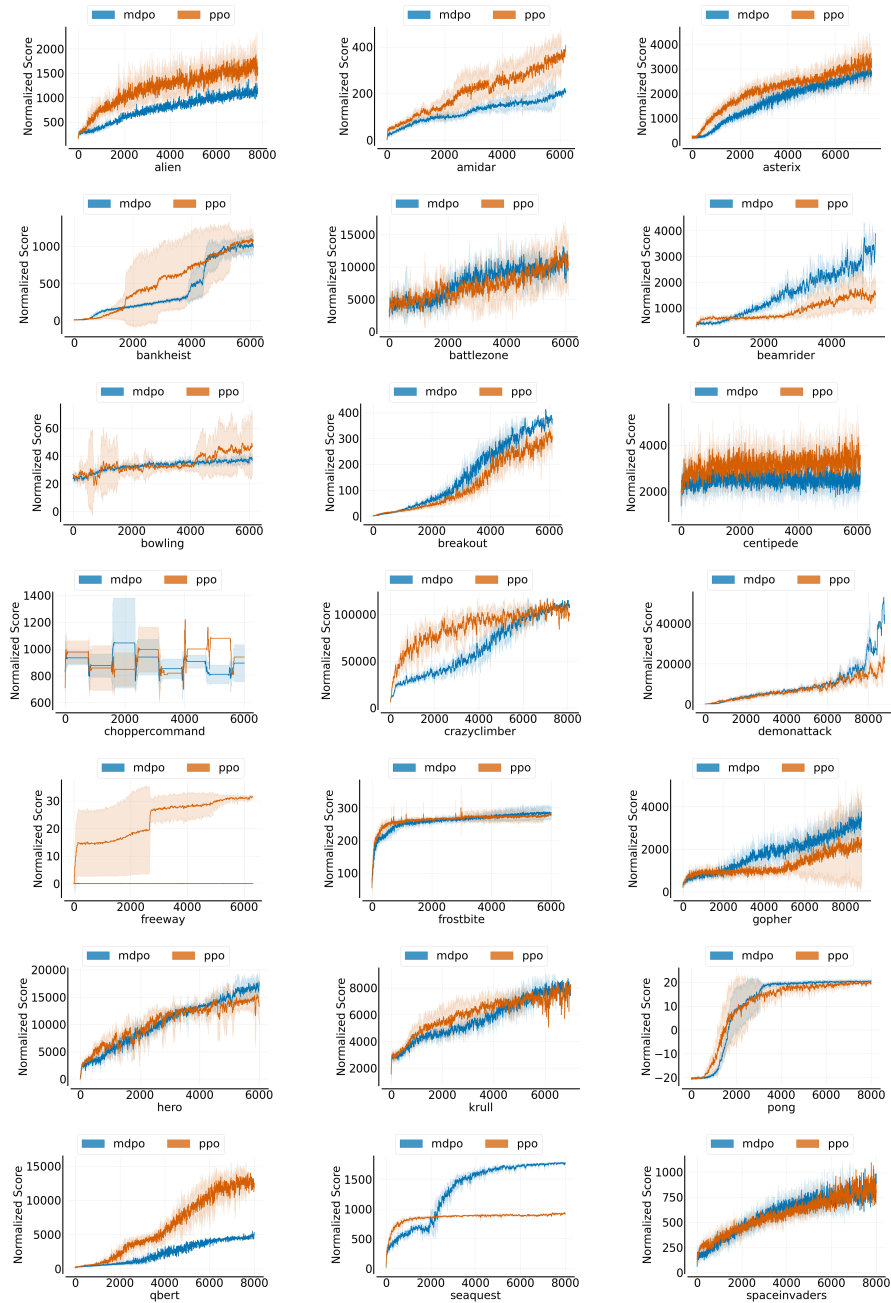 mdpo ppo
Normalized Score
2000
1500
1000
500
0 2000 4000 6000 8000
alien
mdpo ppo
Normalized Score
400
200
0
0 2000 4000 6000
amidar
mdpo ppo
Normalized Score
4000
3000
2000
1000
0 2000 4000 6000
asterix
mdpo ppo
Normalized Score
1000
500
0
0 2000 4000 6000
bankheist
mdpo ppo
Normalized Score
15000
10000
5000
0
0 2000 4000 6000
battlezone
mdpo ppo
Normalized Score
4000
3000
2000
1000
0 2000 4000
beamrider
mdpo ppo
Normalized Score
60
40
20
0
0 2000 4000 6000
bowling
mdpo ppo
Normalized Score
400
300
200
100
0
0 2000 4000 6000
breakout
mdpo ppo
Normalized Score
4000
2000
0 2000 4000 6000
centipede
mdpo ppo
Normalized Score
1400
1200
1000
800
600
0 2000 4000 6000
choppercommand
mdpo ppo
Normalized Score
100000
50000
0
0 2000 4000 6000 8000
crazyclimber
mdpo ppo
Normalized Score
40000
20000
0
0 2000 4000 6000 8000
demonattack
mdpo ppo
Normalized Score
30
20
10
0
0 2000 4000 6000
freeway
mdpo ppo
Normalized Score
300
200
100
0 2000 4000 6000
frostbite
mdpo ppo
Normalized Score
4000
2000
0
0 2000 4000 6000 8000
gopher
mdpo ppo
Normalized Score
20000
15000
10000
5000
0
0 2000 4000 6000
hero
mdpo ppo
Normalized Score
8000
6000
4000
2000
0 2000 4000 6000
krull
mdpo ppo
Normalized Score
20
10
0
−10
−20
0 2000 4000 6000 8000
pong
mdpo ppo
Normalized Score
15000
10000
5000
0
0 2000 4000 6000 8000
qbert
mdpo ppo
Normalized Score
1500
1000
500
0
0 2000 4000 6000 8000
seaquest
mdpo ppo
Normalized Score
1000
750
500
250
0 2000 4000 6000 8000
spaceinvaders